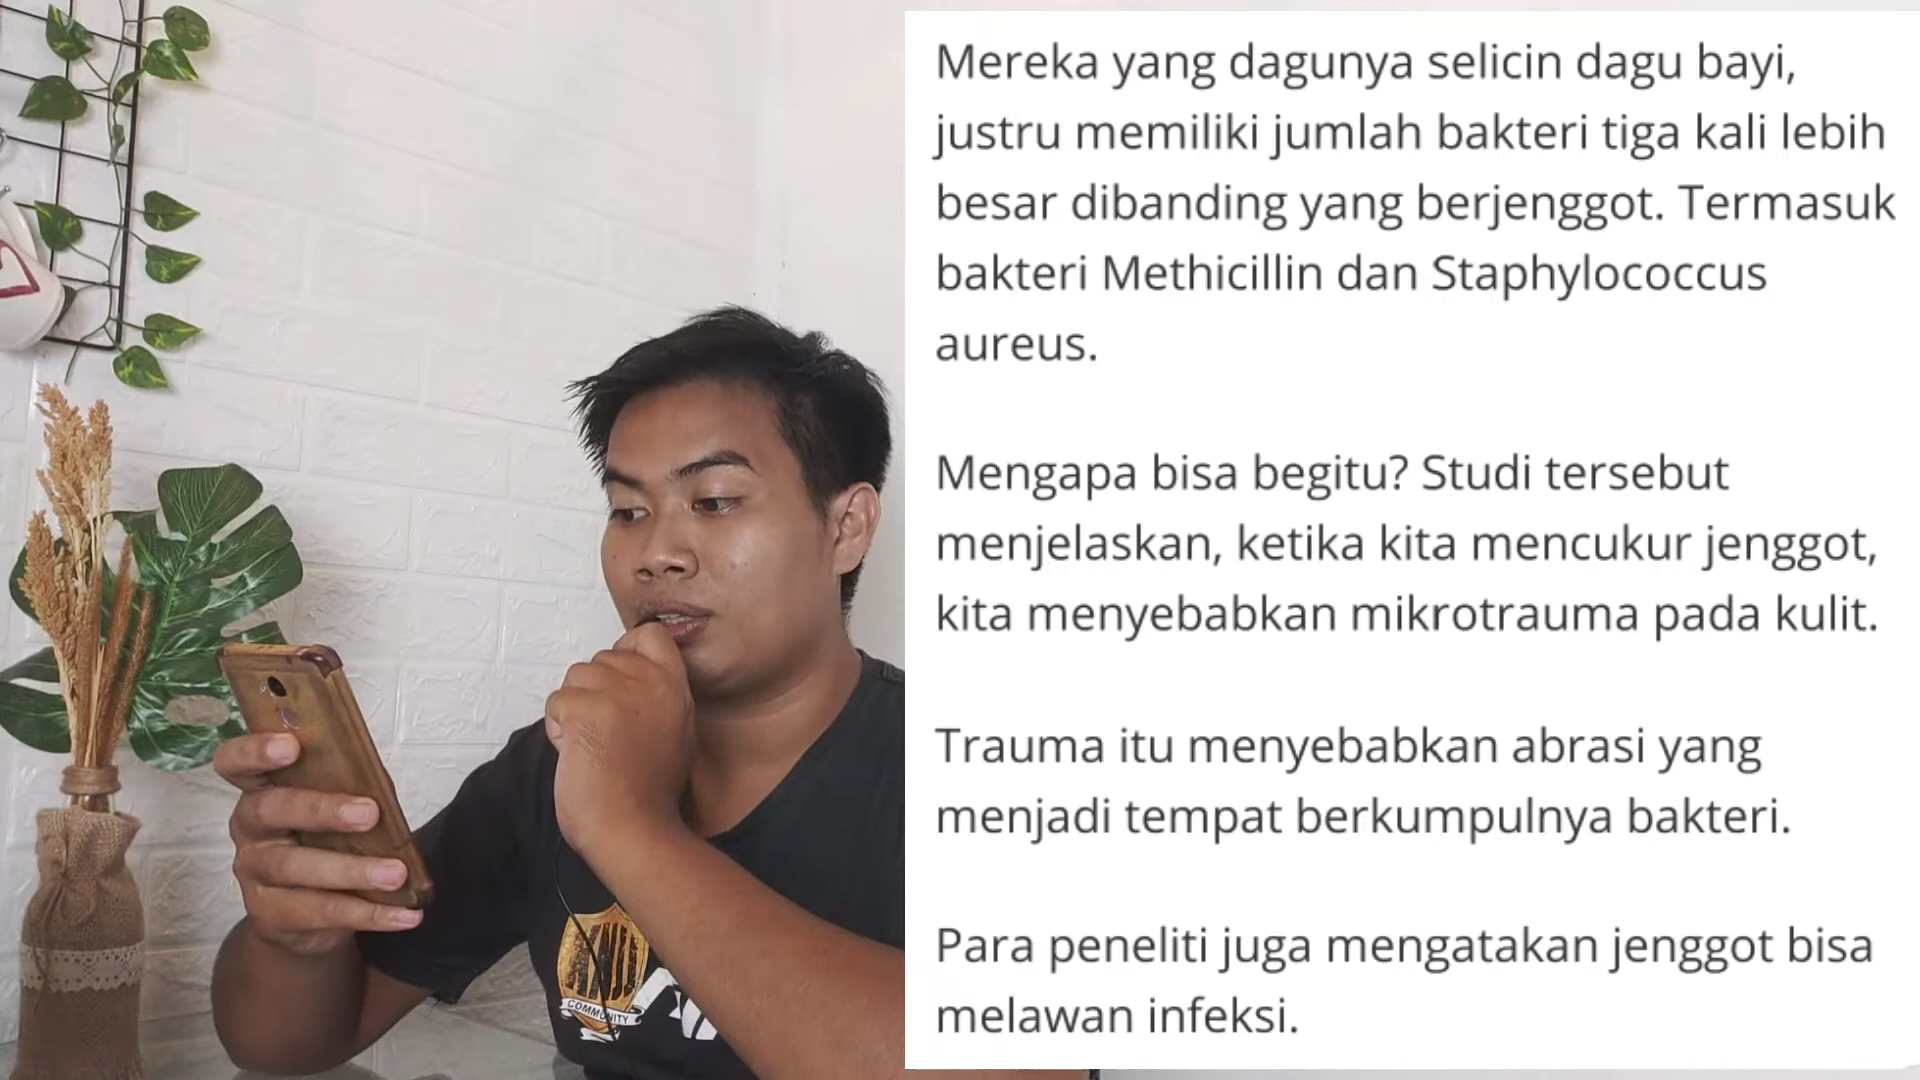 Mereka yang dagunya selicin dagu bayi,
justru memiliki jumlah bakteri tiga kali lebih
besar dibanding yang berjenggot. Termasuk
bakteri Methicillin dan Staphylococcus
aureus.
Mengapa bisa begitu? Studi tersebut
menjelaskan, ketika kita mencukur jenggot,
kita menyebabkan mikrotrauma pada kulit.
Trauma itu menyebabkan abrasi yang
menjadi tempat berkumpulnya bakteri.
Para peneliti juga mengatakan jenggot bisa
melawan infeksi.
COMMUNITY